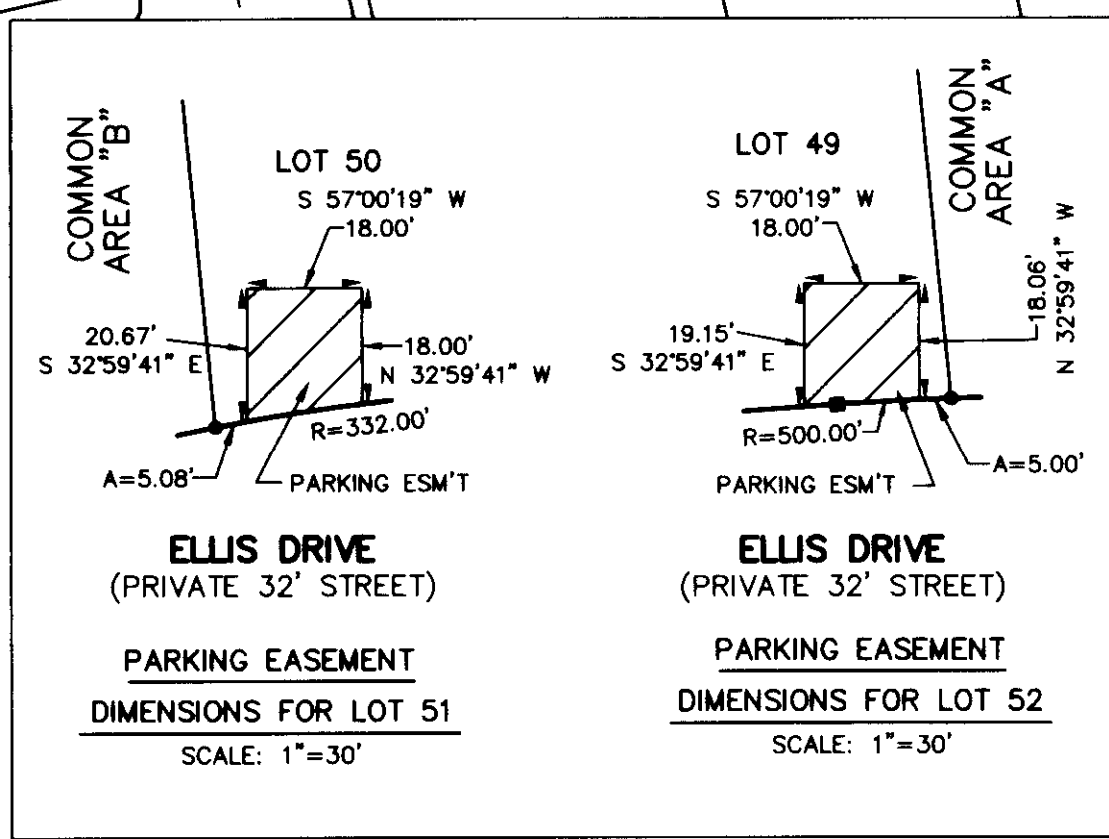 COMMON
AREA "B"
LOT 50
S 57°00'19" W
18.00'
20.67'
S 32°59'41" E
18.00'
N 32°59'41" W
R=332.00'
A=5.08'
PARKING ESM'T
ELLIS DRIVE
(PRIVATE 32' STREET)
PARKING EASEMENT
DIMENSIONS FOR LOT 51
SCALE: 1"=30'
COMMON
AREA "A"
LOT 49
S 57°00'19" W
18.00'
18.06'
N 32°59'41" W
19.15'
S 32°59'41" E
R=500.00'
A=5.00'
PARKING ESM'T
ELLIS DRIVE
(PRIVATE 32' STREET)
PARKING EASEMENT
DIMENSIONS FOR LOT 52
SCALE: 1"=30'